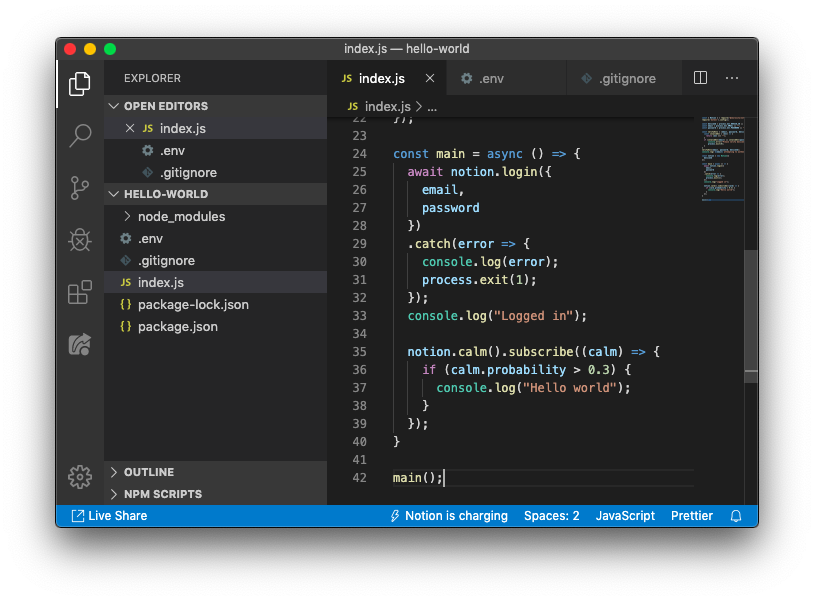 index.js — hello-world
EXPLORER
OPEN EDITORS
JS index.js
.env
.gitignore
HELLO-WORLD
node_modules
.env
.gitignore
JS index.js
{} package-lock.json
{} package.json
OUTLINE
NPM SCRIPTS
JS index.js
.env
.gitignore
JS index.js > ...
22 });
23
24 const main = async () => {
25 await notion.login({
26 email,
27 password
28 })
29 .catch(error => {
30 console.log(error);
31 process.exit(1);
32 });
33 console.log("Logged in");
34
35 notion.calm().subscribe((calm) => {
36 if (calm.probability > 0.3) {
37 console.log("Hello world");
38 }
39 });
40 }
41
42 main();
Live Share
Notion is charging
Spaces: 2
JavaScript
Prettier